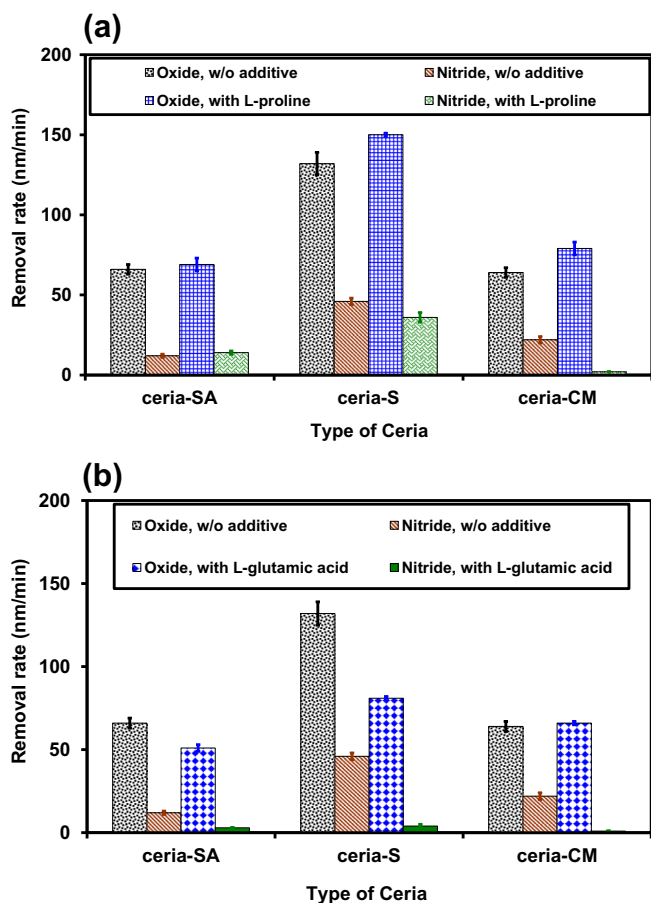 (a)
200
150
100
50
0
Removal rate (nm/min)
Oxide, w/o additive Nitride, w/o additive
Oxide, with L-proline Nitride, with L-proline
ceria-SA ceria-S ceria-CM
Type of Ceria
(b)
200
150
100
50
0
Removal rate (nm/min)
Oxide, w/o additive Nitride, w/o additive
Oxide, with L-glutamic acid Nitride, with L-glutamic acid
ceria-SA ceria-S ceria-CM
Type of Ceria